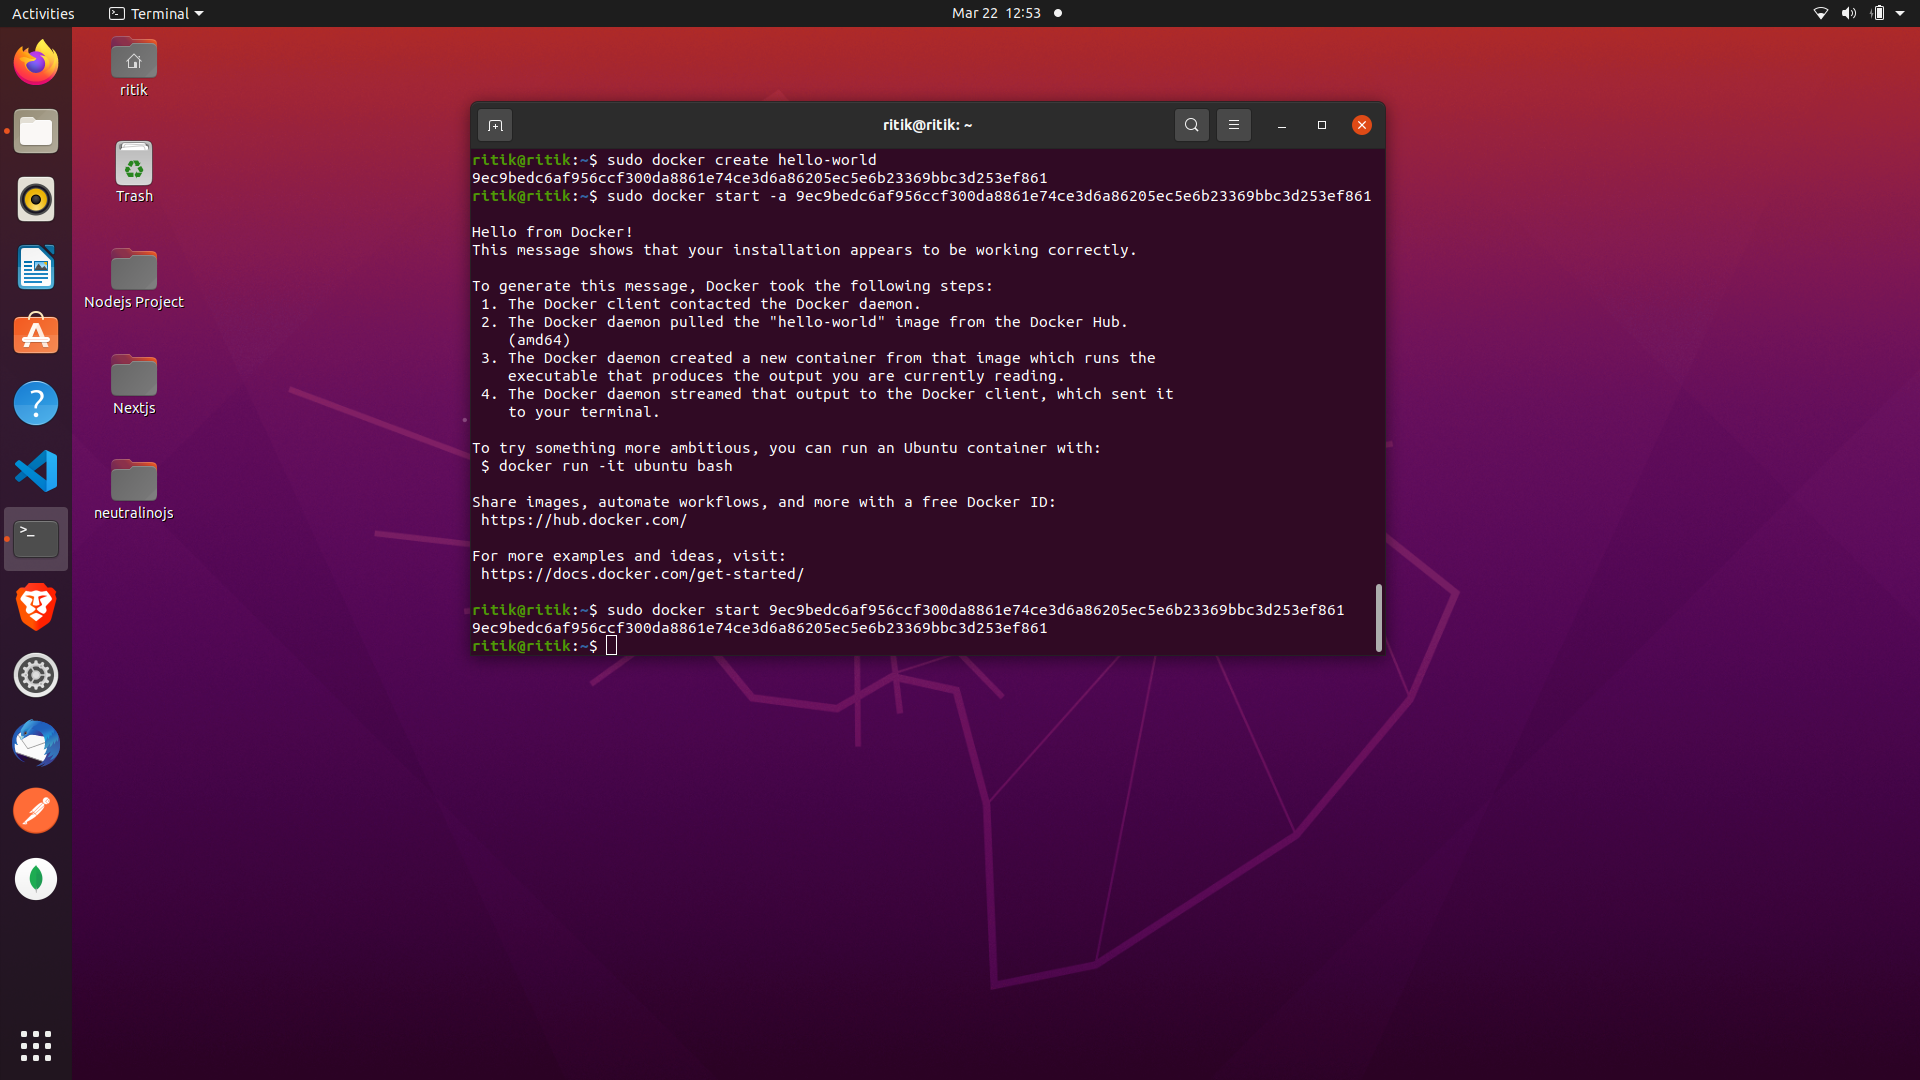 Activities
Terminal
Mar 22 12:53
ritik
Trash
Nodejs Project
Nextjs
neutralinojs
ritik@ritik: ~
ritik@ritik:~$ sudo docker create hello-world
9ec9bedc6af956ccf300da8861e74ce3d6a86205ec5e6b23369bbc3d253ef861
ritik@ritik:~$ sudo docker start -a 9ec9bedc6af956ccf300da8861e74ce3d6a86205ec5e6b23369bbc3d253ef861
Hello from Docker!
This message shows that your installation appears to be working correctly.
To generate this message, Docker took the following steps:
1. The Docker client contacted the Docker daemon.
2. The Docker daemon pulled the "hello-world" image from the Docker Hub.
(amd64)
3. The Docker daemon created a new container from that image which runs the
executable that produces the output you are currently reading.
4. The Docker daemon streamed that output to the Docker client, which sent it
to your terminal.
To try something more ambitious, you can run an Ubuntu container with:
$ docker run -it ubuntu bash
Share images, automate workflows, and more with a free Docker ID:
https://hub.docker.com/
For more examples and ideas, visit:
https://docs.docker.com/get-started/
ritik@ritik:~$ sudo docker start 9ec9bedc6af956ccf300da8861e74ce3d6a86205ec5e6b23369bbc3d253ef861
9ec9bedc6af956ccf300da8861e74ce3d6a86205ec5e6b23369bbc3d253ef861
ritik@ritik:~$